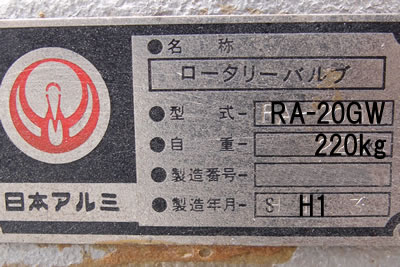 ●名 称
ロータリーバルブ
●型 式- RA-20GW
●自 重- 220kg
●製造番号-
●製造年月- S H1
日本アルミ